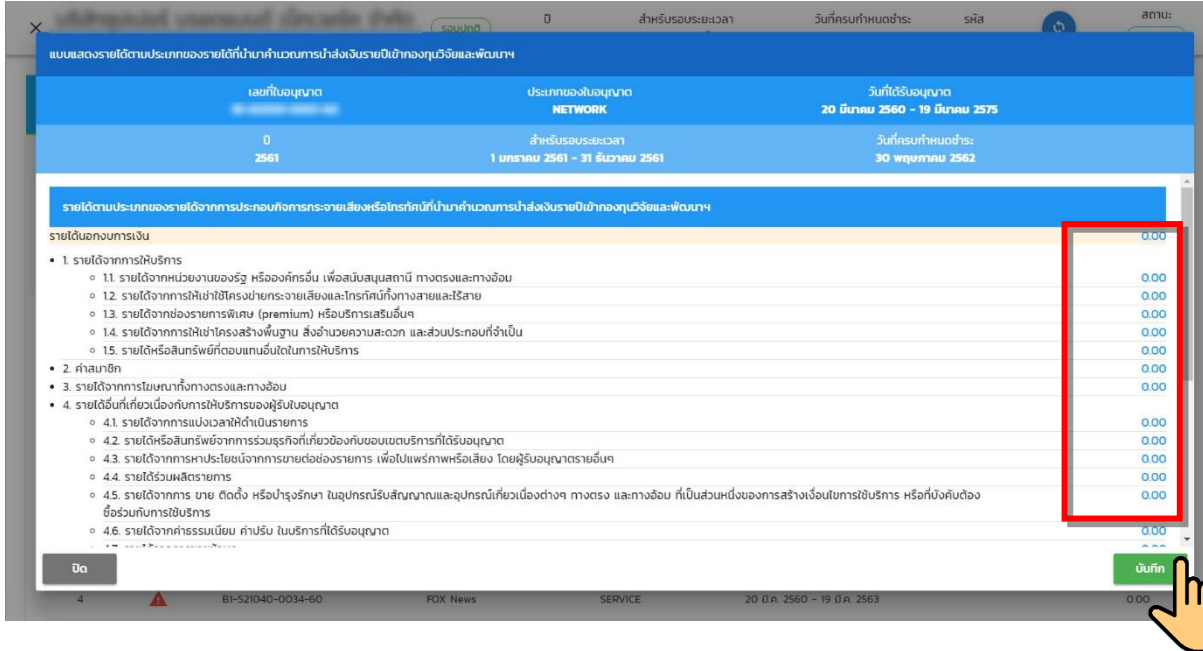 × รอบปกติ ปี สำหรับรอบระยะเวลา วันที่ครบกำหนดชำระ รหัส สถานะ
แบบแสดงรายได้ตามประเภทของรายได้ที่นำมาคำนวณการนำส่งเงินรายปีเข้ากองทุนวิจัยและพัฒนาฯ
เลขที่ใบอนุญาต ประเภทของใบอนุญาต วันที่ได้รับอนุญาต
NETWORK 20 มีนาคม 2560 - 19 มีนาคม 2575
ปี สำหรับรอบระยะเวลา วันที่ครบกำหนดชำระ
2561 1 มกราคม 2561 - 31 ธันวาคม 2561 30 พฤษภาคม 2562
รายได้ตามประเภทของรายได้จากการประกอบกิจการกระจายเสียงหรือโทรทัศน์ที่นำมาคำนวณการนำส่งเงินรายปีเข้ากองทุนวิจัยและพัฒนาฯ
รายได้นอกงบการเงิน 0.00
• 1. รายได้จากการให้บริการ
◦ 1.1. รายได้จากหน่วยงานของรัฐ หรือองค์กรอื่น เพื่อสนับสนุนสถานี ทางตรงและทางอ้อม 0.00
◦ 1.2. รายได้จากการให้เช่าใช้โครงข่ายกระจายเสียงและโทรทัศน์ทั้งทางสายและไร้สาย 0.00
◦ 1.3. รายได้จากช่องรายการพิเศษ (premium) หรือบริการเสริมอื่นๆ 0.00
◦ 1.4. รายได้จากการให้เช่าโครงสร้างพื้นฐาน สิ่งอำนวยความสะดวก และส่วนประกอบที่จำเป็น 0.00
◦ 1.5. รายได้หรือสินทรัพย์ที่ตอบแทนอื่นใดในการให้บริการ 0.00
• 2. ค่าสมาชิก 0.00
• 3. รายได้จากการโฆษณาทั้งทางตรงและทางอ้อม 0.00
• 4. รายได้อื่นที่เกี่ยวเนื่องกับการให้บริการของผู้รับใบอนุญาต
◦ 4.1. รายได้จากการแบ่งเวลาให้ดำเนินรายการ 0.00
◦ 4.2. รายได้หรือสินทรัพย์จากการร่วมธุรกิจที่เกี่ยวข้องกับขอบเขตบริการที่ได้รับอนุญาต 0.00
◦ 4.3. รายได้จากการหาประโยชน์จากการขายต่อช่องรายการ เพื่อไปแพร่ภาพหรือเสียง โดยผู้รับอนุญาตรายอื่นๆ 0.00
◦ 4.4. รายได้ร่วมผลิตรายการ 0.00
◦ 4.5. รายได้จากการ ขาย ติดตั้ง หรือบำรุงรักษา ในอุปกรณ์รับสัญญาณและอุปกรณ์เกี่ยวเนื่องต่างๆ ทางตรง และทางอ้อม ที่เป็นส่วนหนึ่งของการสร้างเงื่อนไขการใช้บริการ หรือที่บังคับต้อง 0.00
ซื้อร่วมกับการใช้บริการ
◦ 4.6. รายได้จากค่าธรรมเนียม ค่าปรับ ในบริการที่ได้รับอนุญาต 0.00
ปิด บันทึก
4 B1-S21040-0034-60 FOX News SERVICE 20 มี.ค. 2560 - 19 มี.ค. 2563 0.00